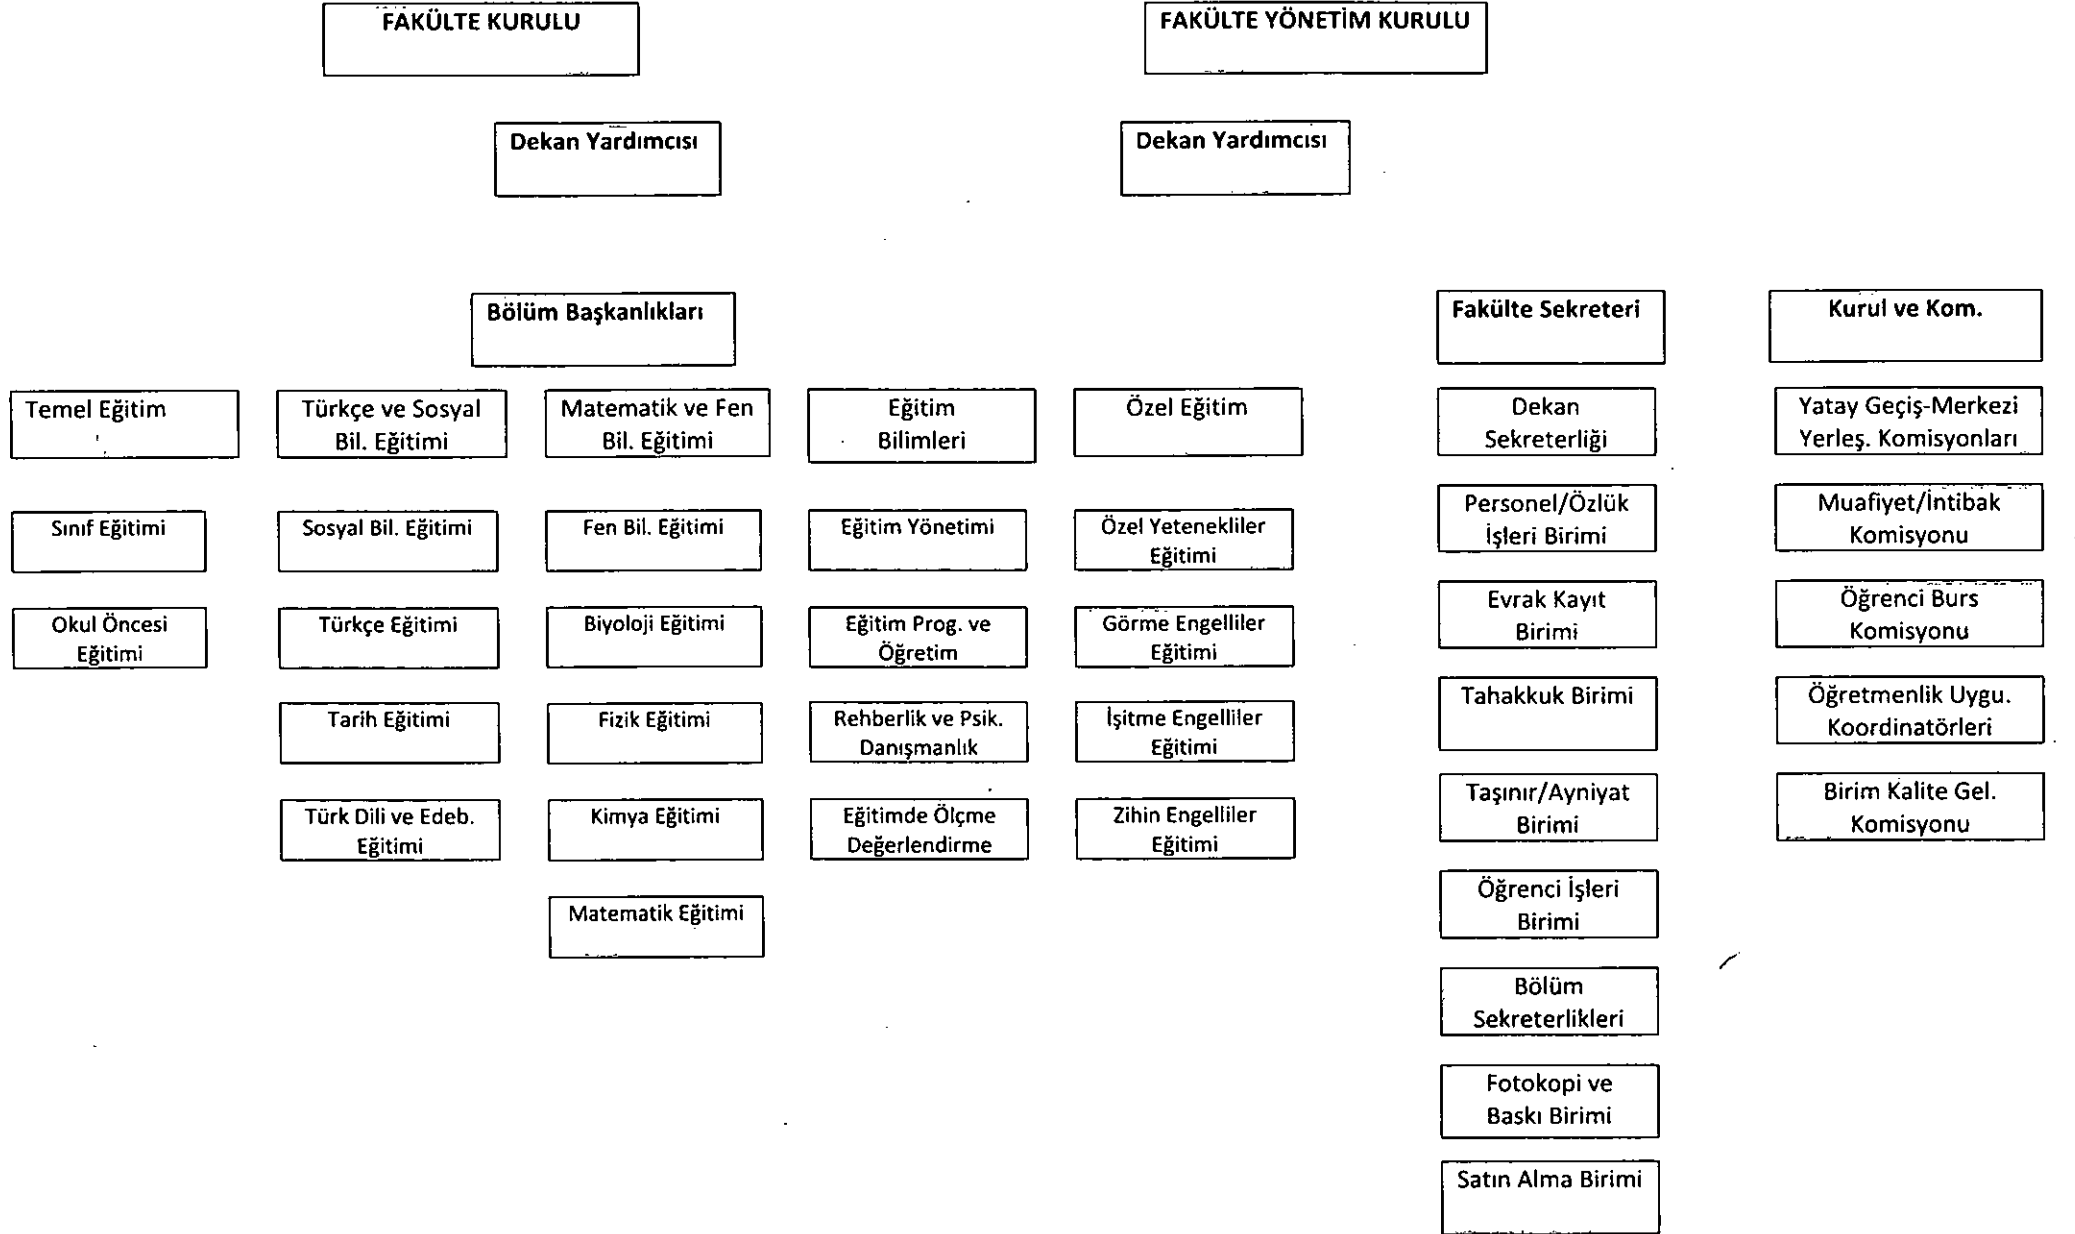 FAKÜLTE KURULU
FAKÜLTE YÖNETİM KURULU
Dekan Yardımcısı
Dekan Yardımcısı
Bölüm Başkanlıkları
Fakülte Sekreteri
Kurul ve Kom.
Temel Eğitim
Türkçe ve Sosyal
Bil. Eğitimi
Matematik ve Fen
Bil. Eğitimi
Eğitim
Bilimleri
Özel Eğitim
Dekan
Sekreterliği
Yatay Geçiş-Merkezi
Yerleş. Komisyonları
Sınıf Eğitimi
Sosyal Bil. Eğitimi
Fen Bil. Eğitimi
Eğitim Yönetimi
Özel Yetenekliler
Eğitimi
Personel/Özlük
İşleri Birimi
Muafiyet/İntibak
Komisyonu
Okul Öncesi
Eğitimi
Türkçe Eğitimi
Biyoloji Eğitimi
Eğitim Prog. ve
Öğretim
Görme Engelliler
Eğitimi
Evrak Kayıt
Birimi
Öğrenci Burs
Komisyonu
Tarih Eğitimi
Fizik Eğitimi
Rehberlik ve Psik.
Danışmanlık
İşitme Engelliler
Eğitimi
Tahakkuk Birimi
Öğretmenlik Uygu.
Koordinatörleri
Türk Dili ve Edeb.
Eğitimi
Kimya Eğitimi
Eğitimde Ölçme
Değerlendirme
Zihin Engelliler
Eğitimi
Taşınır/Ayniyat
Birimi
Birim Kalite Gel.
Komisyonu
Matematik Eğitimi
Öğrenci İşleri
Birimi
Bölüm
Sekreterlikleri
Fotokopi ve
Baskı Birimi
Satın Alma Birimi